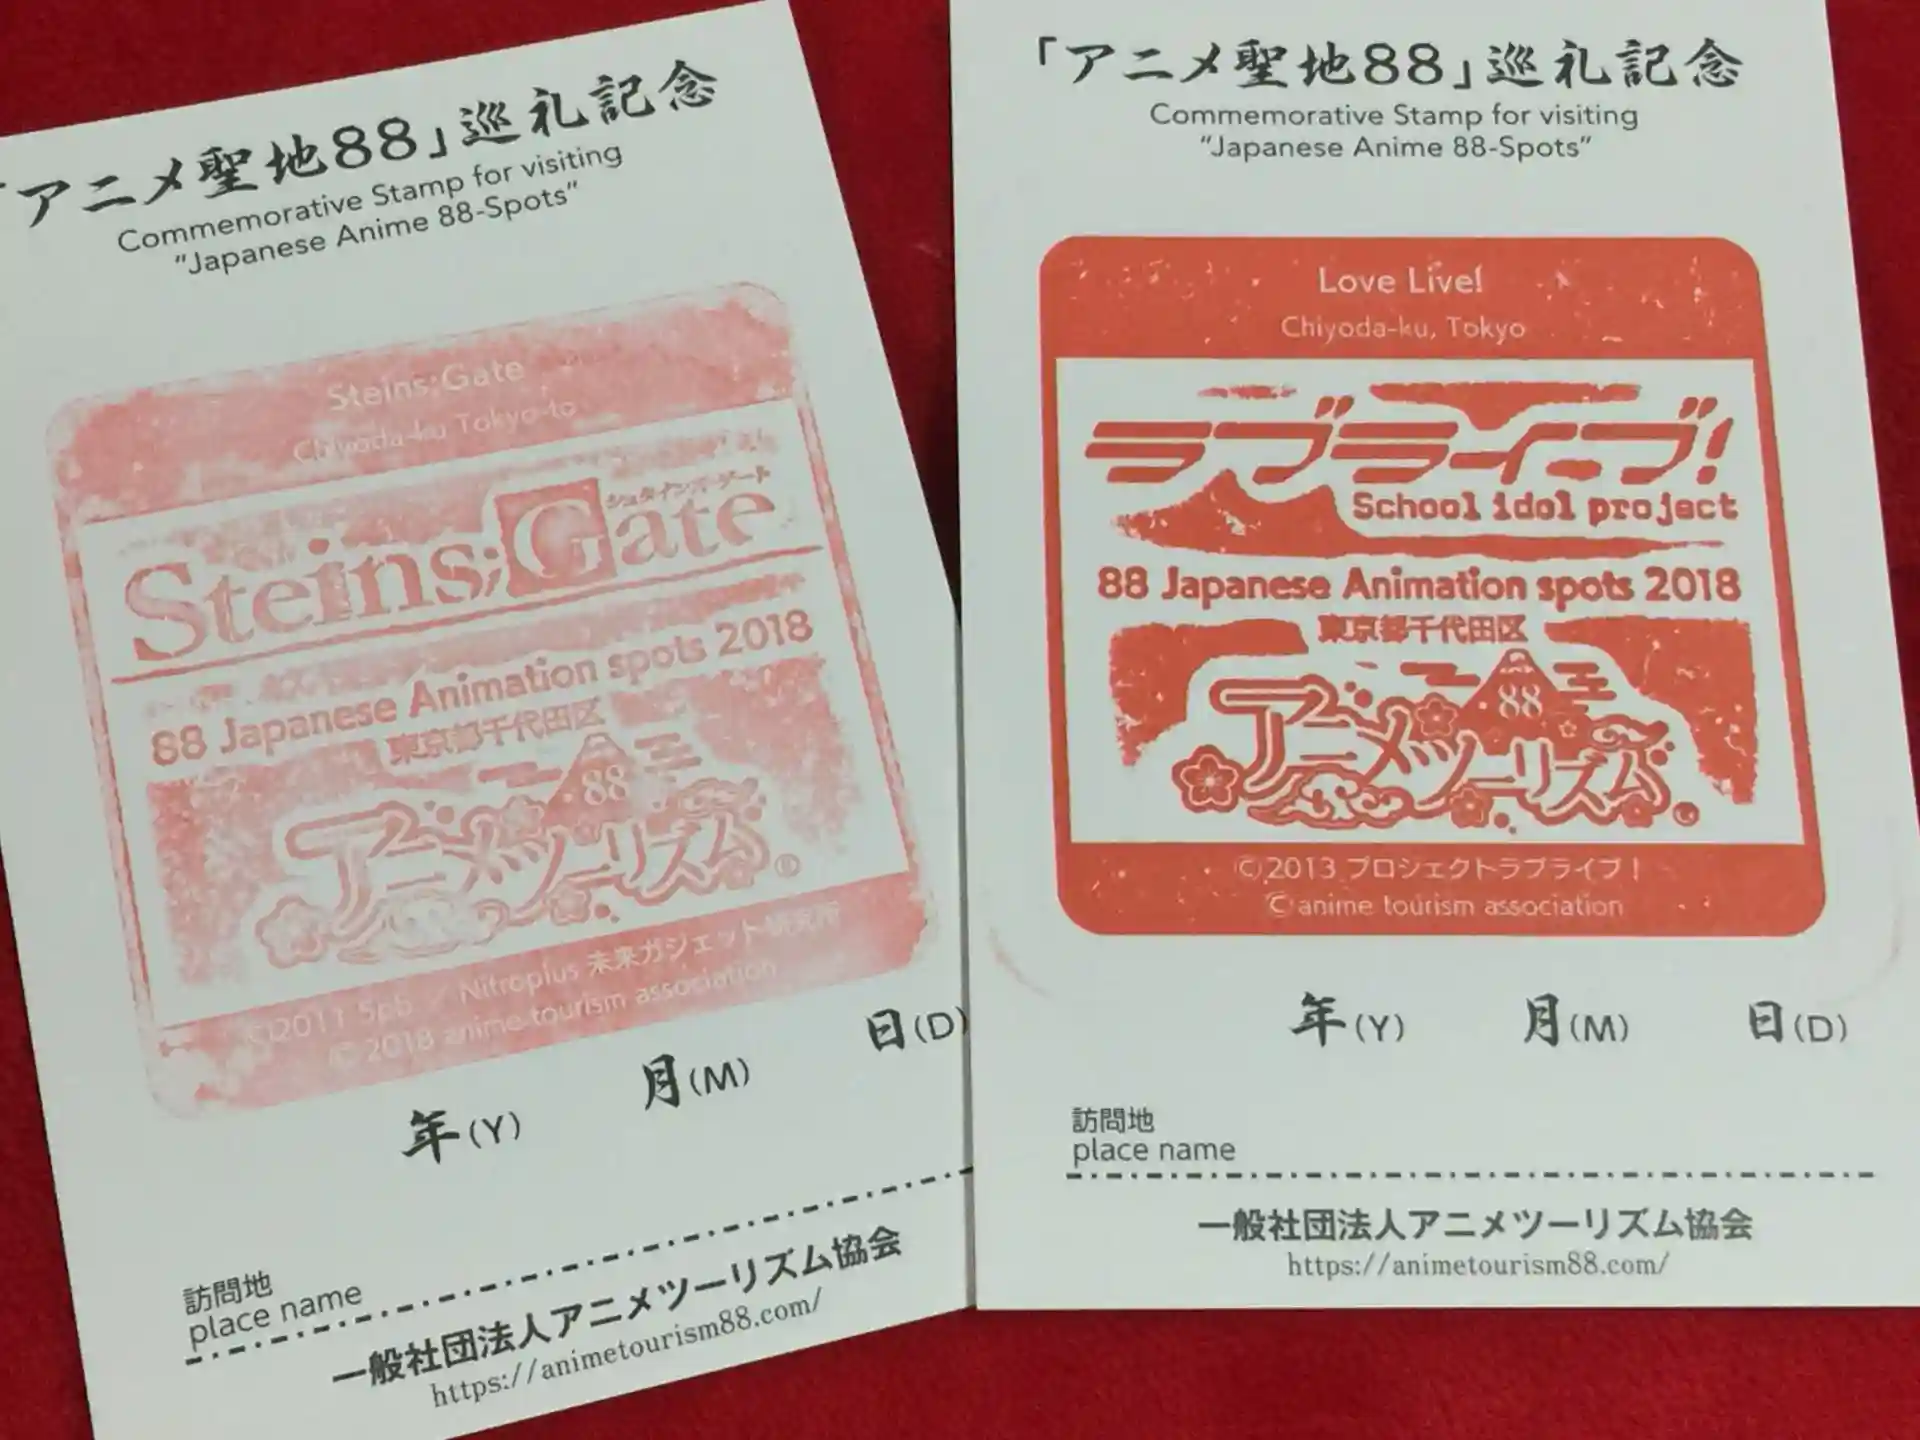 「アニメ聖地88」巡礼記念
Commemorative Stamp for visiting
"Japanese Anime 88-Spots"
Steins;Gate
Chiyoda-ku Tokyo-to
シュタインズ・ゲート
Steins;Gate
88 Japanese Animation spots 2018
東京都千代田区
88
アニメツーリズム®
©2011 5pb / Nitroplus 未来ガジェット研究所
©2018 anime tourism association
年(Y) 月(M) 日(D)
訪問地
place name
一般社団法人アニメツーリズム協会
https://animetourism88.com/
「アニメ聖地88」巡礼記念
Commemorative Stamp for visiting
"Japanese Anime 88-Spots"
Love Live!
Chiyoda-ku, Tokyo
ラブライブ!
School idol project
88 Japanese Animation spots 2018
東京都千代田区
88
アニメツーリズム®
©2013 プロジェクトラブライブ!
©anime tourism association
年(Y) 月(M) 日(D)
訪問地
place name
一般社団法人アニメツーリズム協会
https://animetourism88.com/